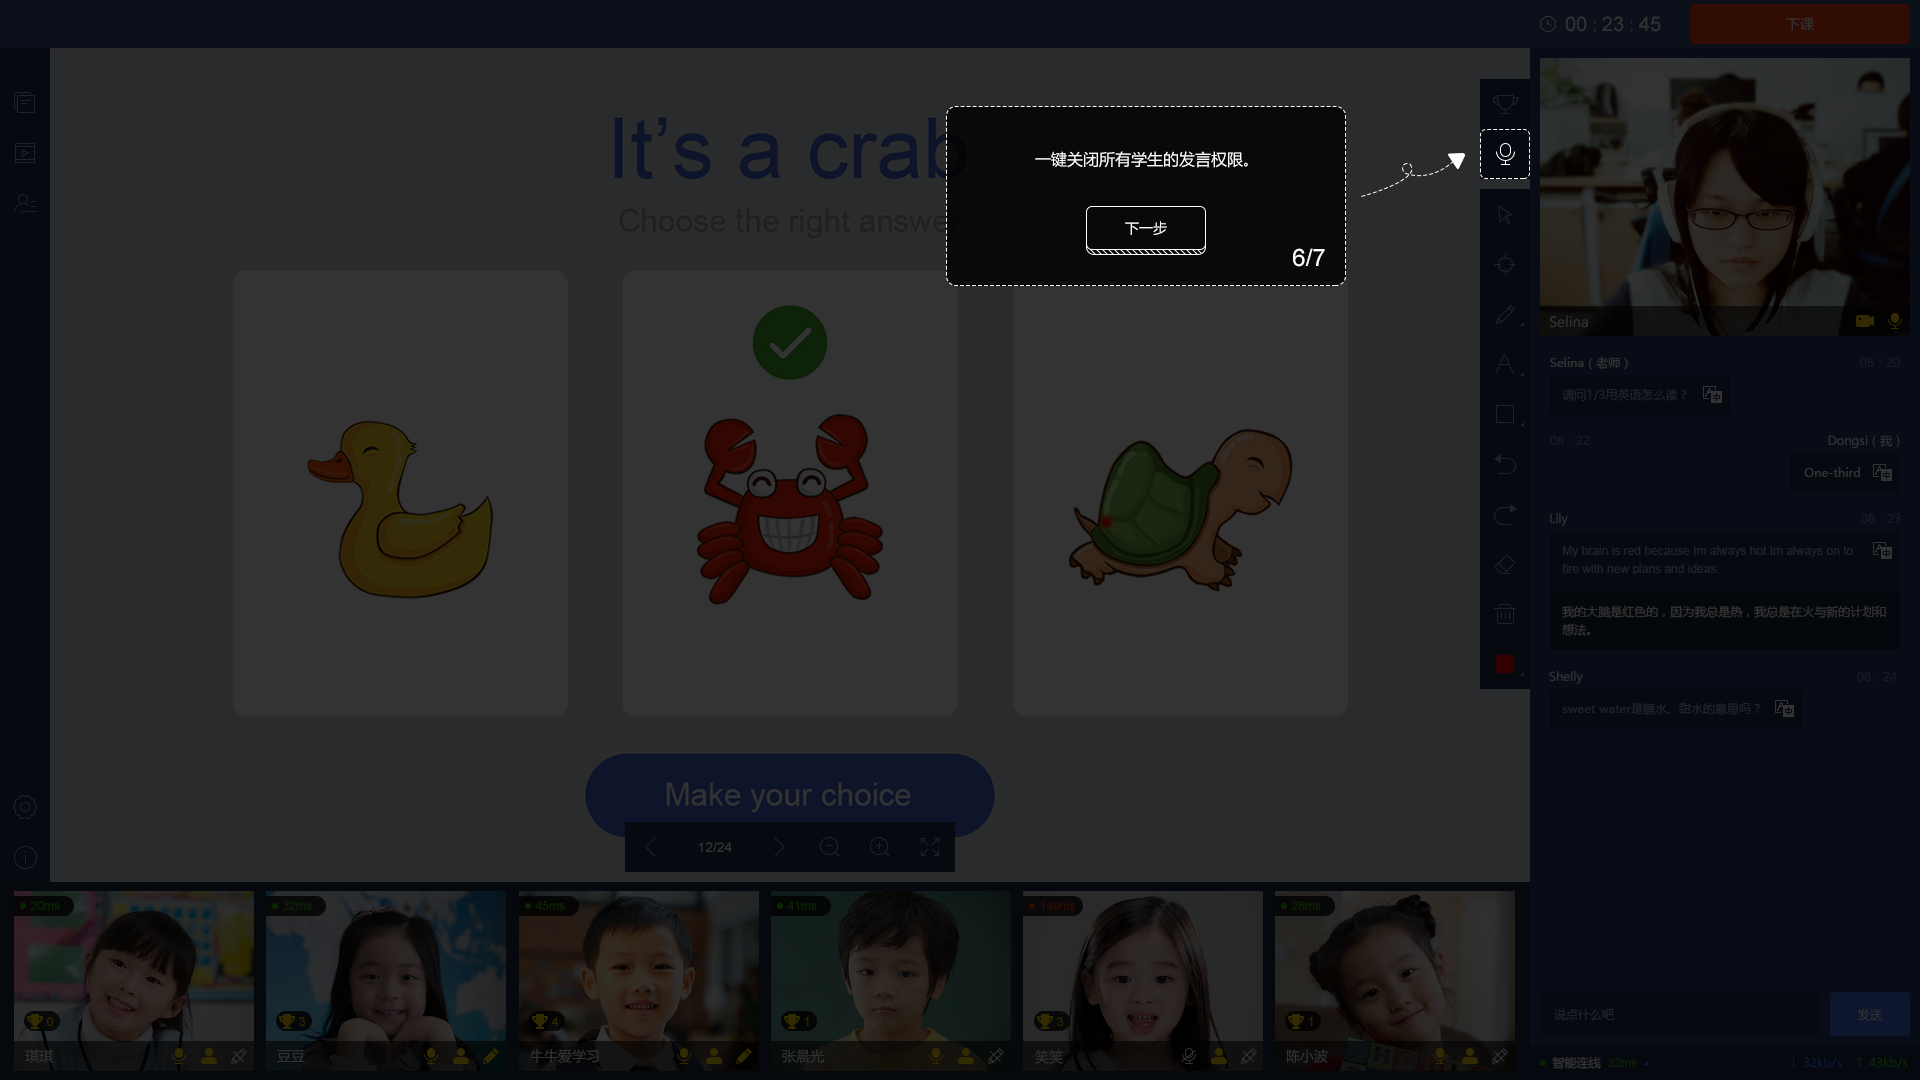 00 : 23 : 45
下课
It's a crab
Choose the right answer
一键关闭所有学生的发言权限。
下一步
6/7
Make your choice
12/24
Selina
Selina ( 老师 )
08 : 20
请问1/3用英语怎么读？
08 : 22
Dongsi ( 我 )
One-third
Lily
08 : 23
My brain is red because Im always hot.Im always on to
fire with new plans and ideas.
我的大脑是红色的，因为我总是热，我总是在火与新的计划和
想法。
Shelly
08 : 24
sweet water是糖水、甜水的意思吗？
20ms
32ms
45ms
41ms
149ms
28ms
0
3
4
1
3
1
琪琪
豆豆
牛牛爱学习
张晨光
笑笑
陈小波
说点什么吧
发送
智能连线 32ms
↓ 32kb/s ↑ 43kb/s